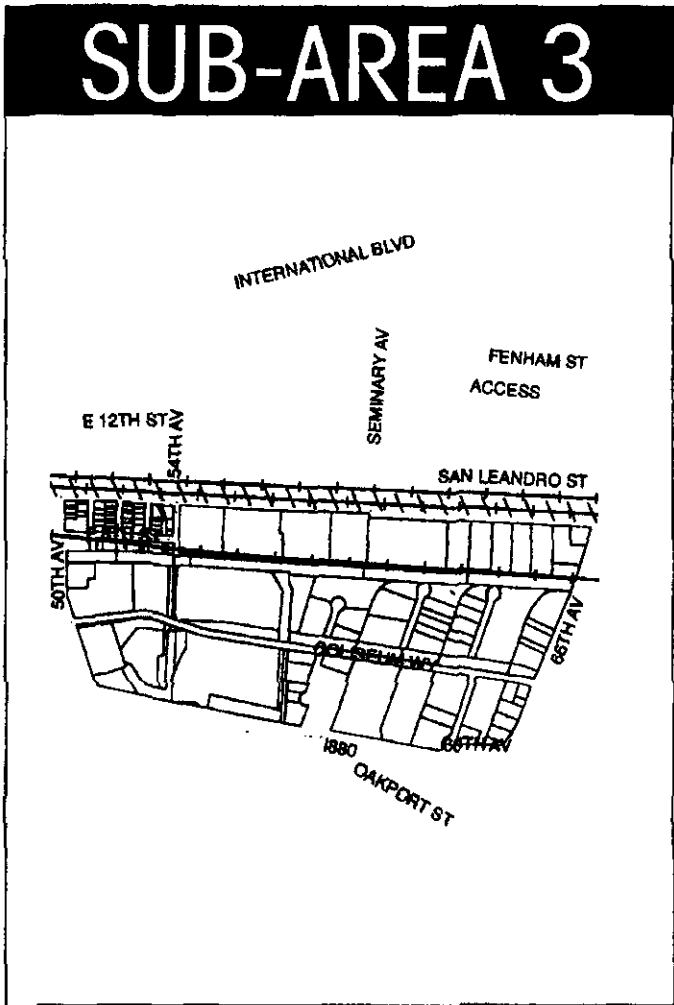 SUB-AREA 3
INTERNATIONAL BLVD
SEMINARY AV
FENHAM ST
ACCESS
E 12TH ST
54TH AV
SAN LEANDRO ST
50TH AV
66TH AV
COLISEUM WY
I880
66TH AV
OAKPORT ST